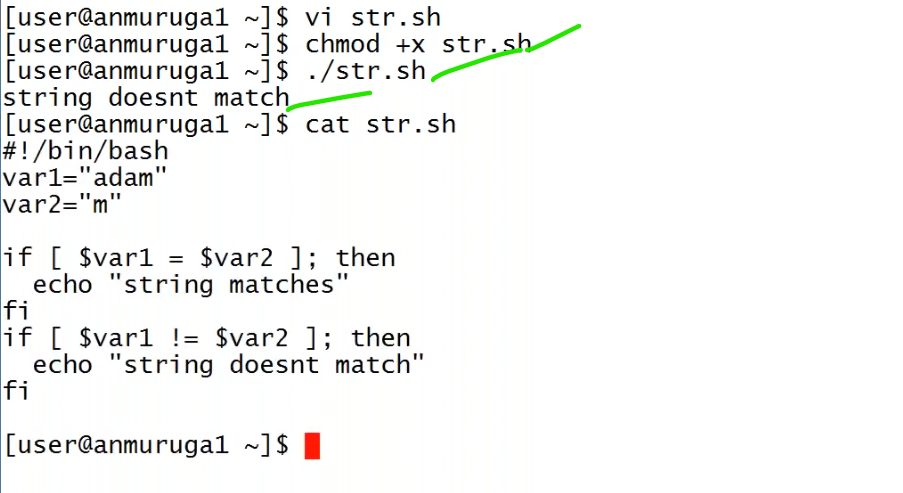 [user@anmuruga1 ~]$ vi str.sh
[user@anmuruga1 ~]$ chmod +x str.sh
[user@anmuruga1 ~]$ ./str.sh
string doesnt match
[user@anmuruga1 ~]$ cat str.sh
#!/bin/bash
var1="adam"
var2="m"
if [ $var1 = $var2 ]; then
  echo "string matches"
fi
if [ $var1 != $var2 ]; then
  echo "string doesnt match"
fi
[user@anmuruga1 ~]$